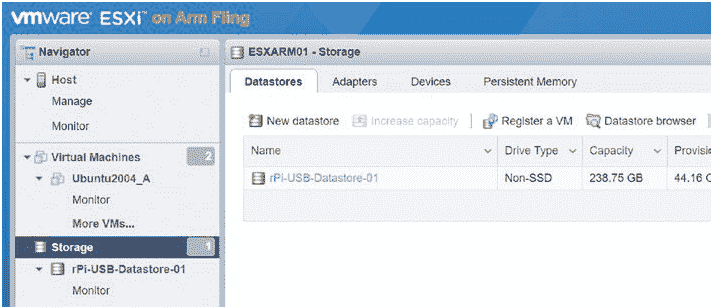 vmware ESXi™ on Arm Fling
Navigator
Host
Manage
Monitor
Virtual Machines 2
Ubuntu2004_A
Monitor
More VMs...
Storage 1
rPi-USB-Datastore-01
Monitor
ESXARM01 - Storage
Datastores Adapters Devices Persistent Memory
New datastore Increase capacity Register a VM Datastore browser
Name Drive Type Capacity Provisi
rPi-USB-Datastore-01 Non-SSD 238.75 GB 44.16 G